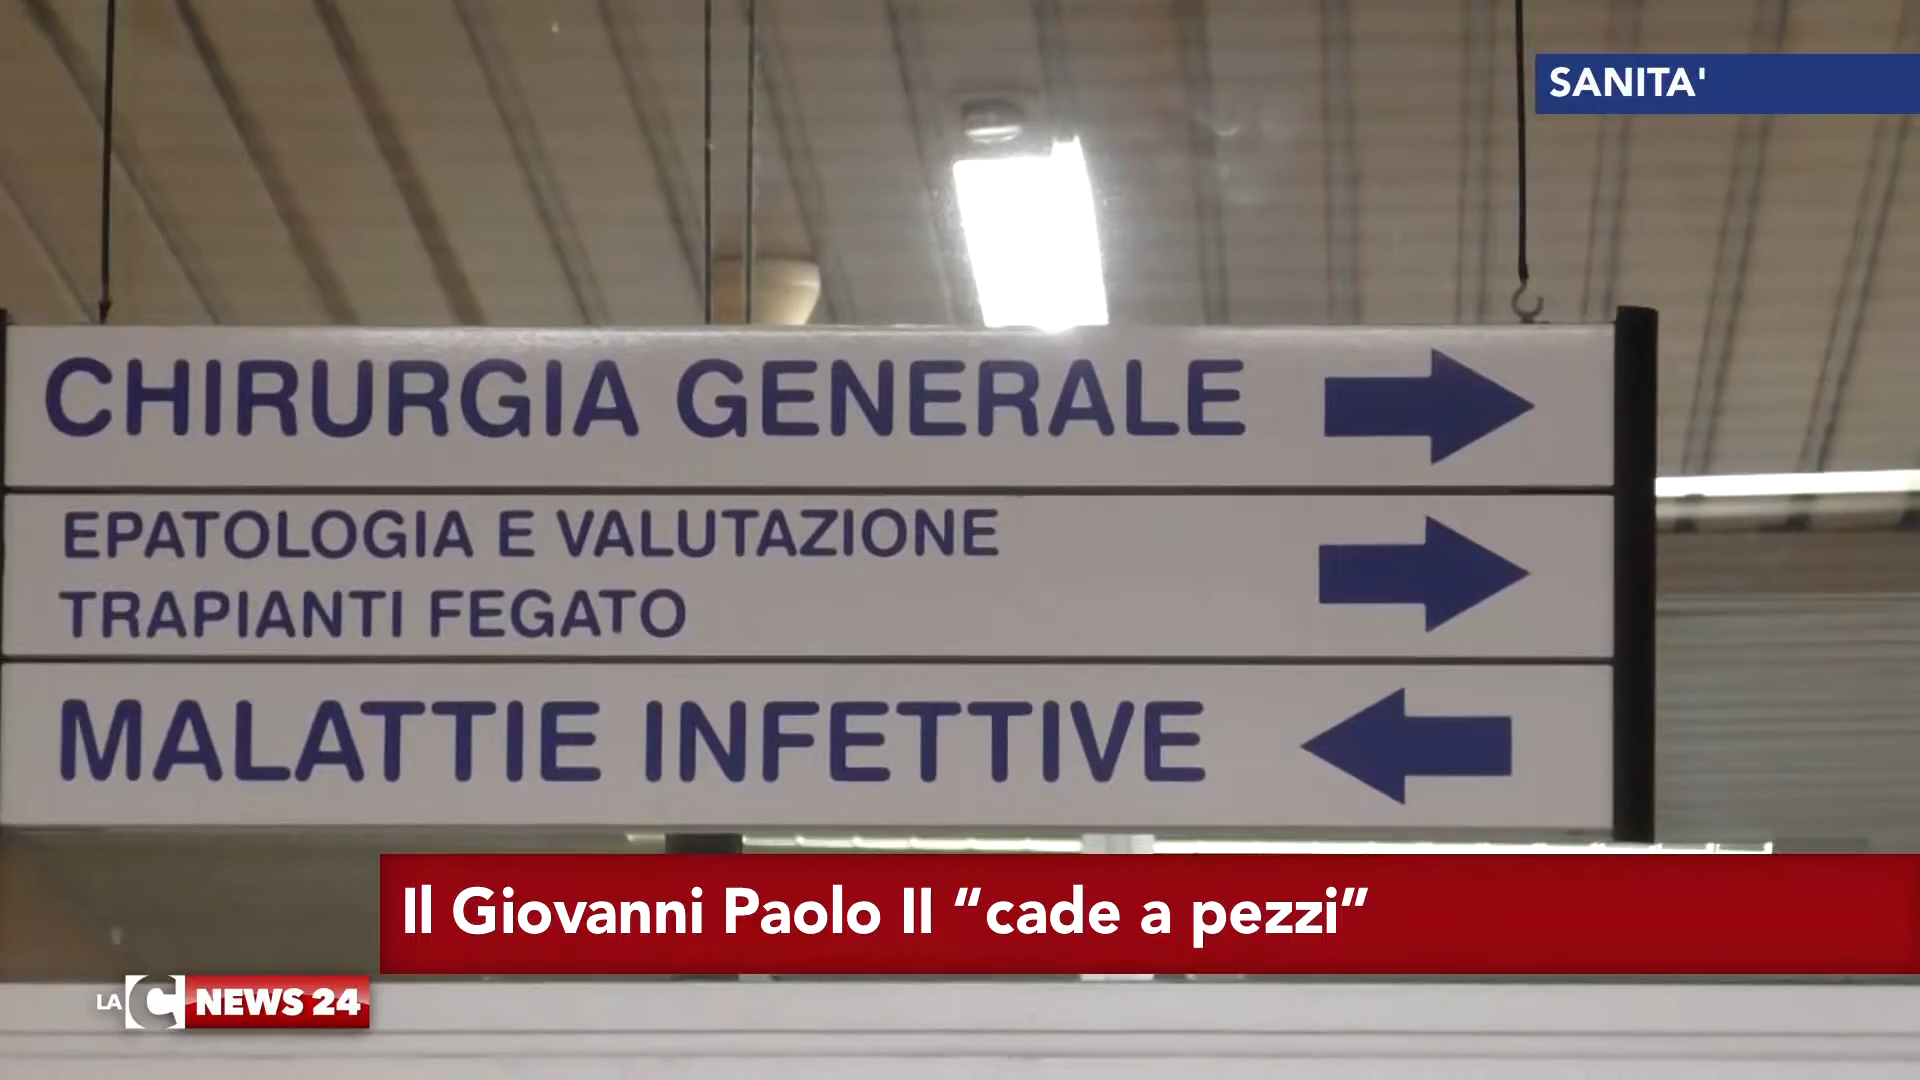 SANITA'
CHIRURGIA GENERALE
EPATOLOGIA E VALUTAZIONE
TRAPIANTI FEGATO
MALATTIE INFETTIVE
Il Giovanni Paolo II “cade a pezzi”
LA C NEWS 24